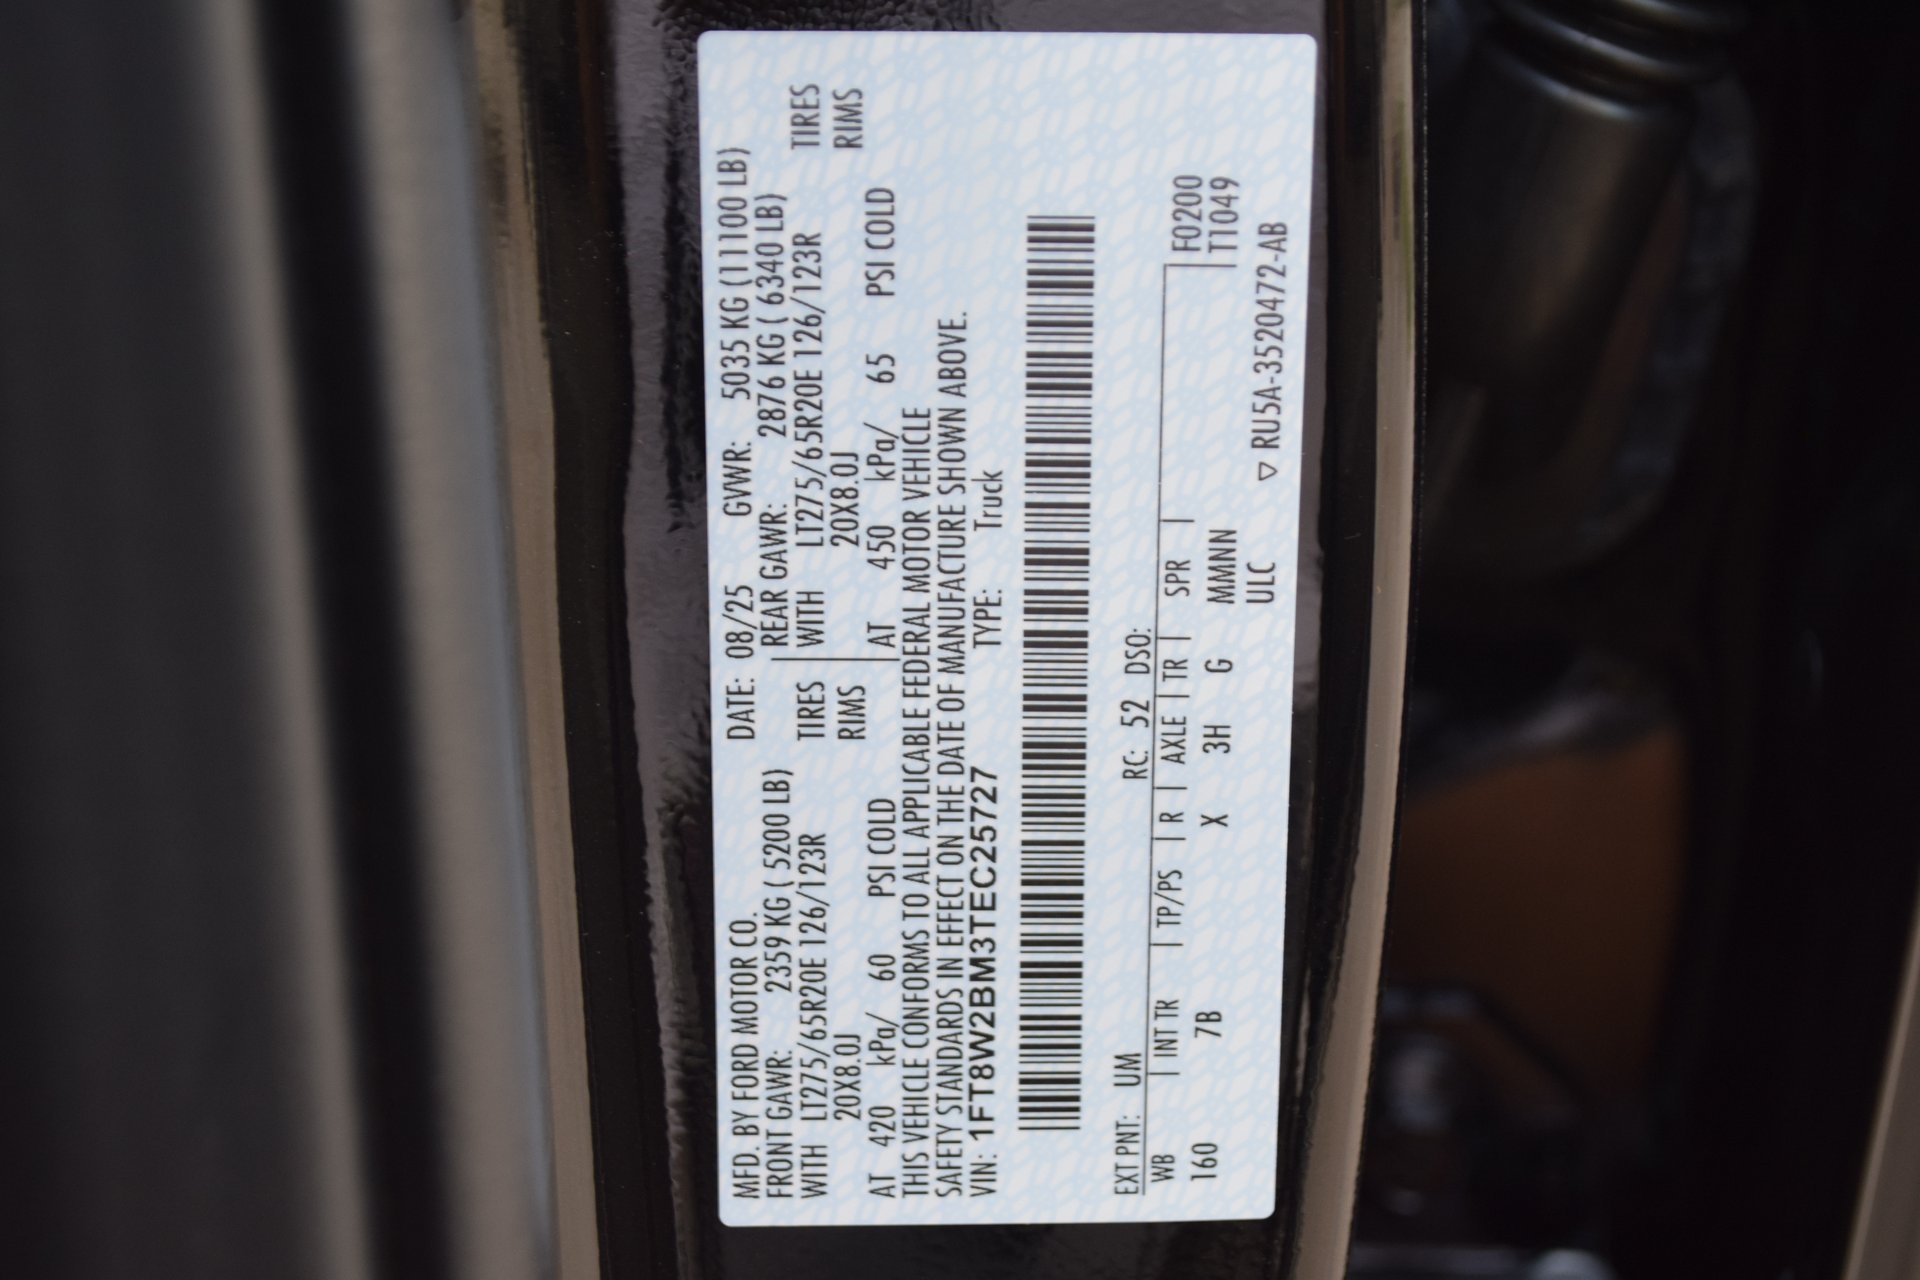 MFD. BY FORD MOTOR CO. DATE: 08/25 GVWR: 5035 KG (11100 LB)
FRONT GAWR: 2359 KG ( 5200 LB) REAR GAWR: 2876 KG ( 6340 LB)
WITH LT275/65R20E 126/123R TIRES WITH LT275/65R20E 126/123R TIRES
20X8.0J RIMS 20X8.0J RIMS
AT 420 kPa/ 60 PSI COLD AT 450 kPa/ 65 PSI COLD
THIS VEHICLE CONFORMS TO ALL APPLICABLE FEDERAL MOTOR VEHICLE
SAFETY STANDARDS IN EFFECT ON THE DATE OF MANUFACTURE SHOWN ABOVE.
VIN: 1FT8W2BM3TEC25727 TYPE: Truck
EXT PNT: UM RC: 52 DSO:
WB | INT TR | TP/PS | R | AXLE | TR | SPR | F0200
160 7B X 3H G MMNN T1049
ULC ▽ RU5A-3520472-AB